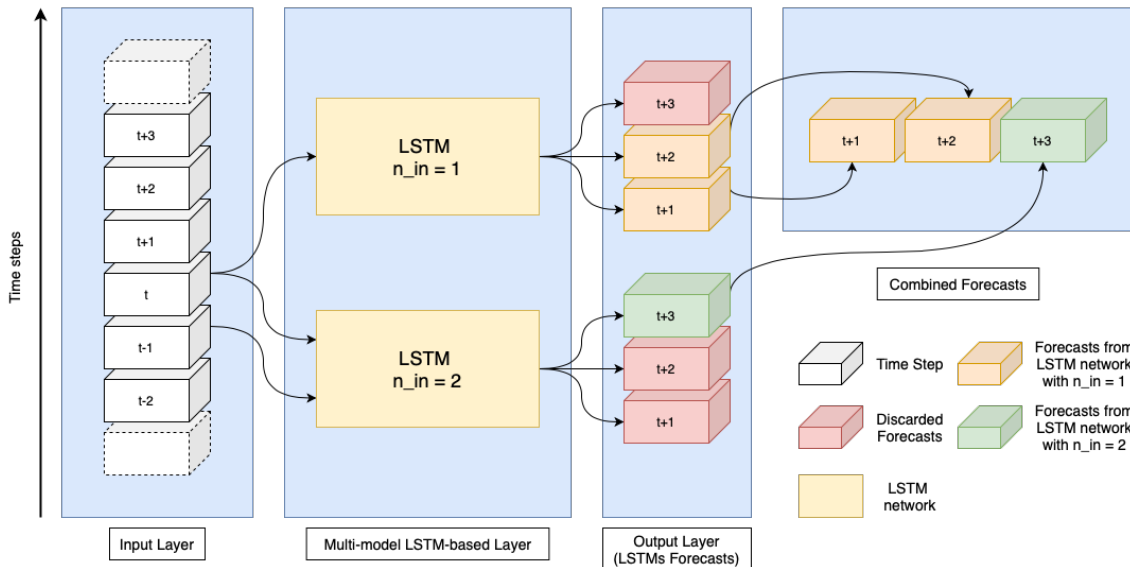 Time steps
t+3
t+2
t+1
t
t-1
t-2
Input Layer
LSTM
n_in = 1
LSTM
n_in = 2
Multi-model LSTM-based Layer
t+3
t+2
t+1
t+3
t+2
t+1
Output Layer
(LSTMs Forecasts)
t+1
t+2
t+3
Combined Forecasts
Time Step
Forecasts from
LSTM network
with n_in = 1
Discarded
Forecasts
Forecasts from
LSTM network
with n_in = 2
LSTM
network